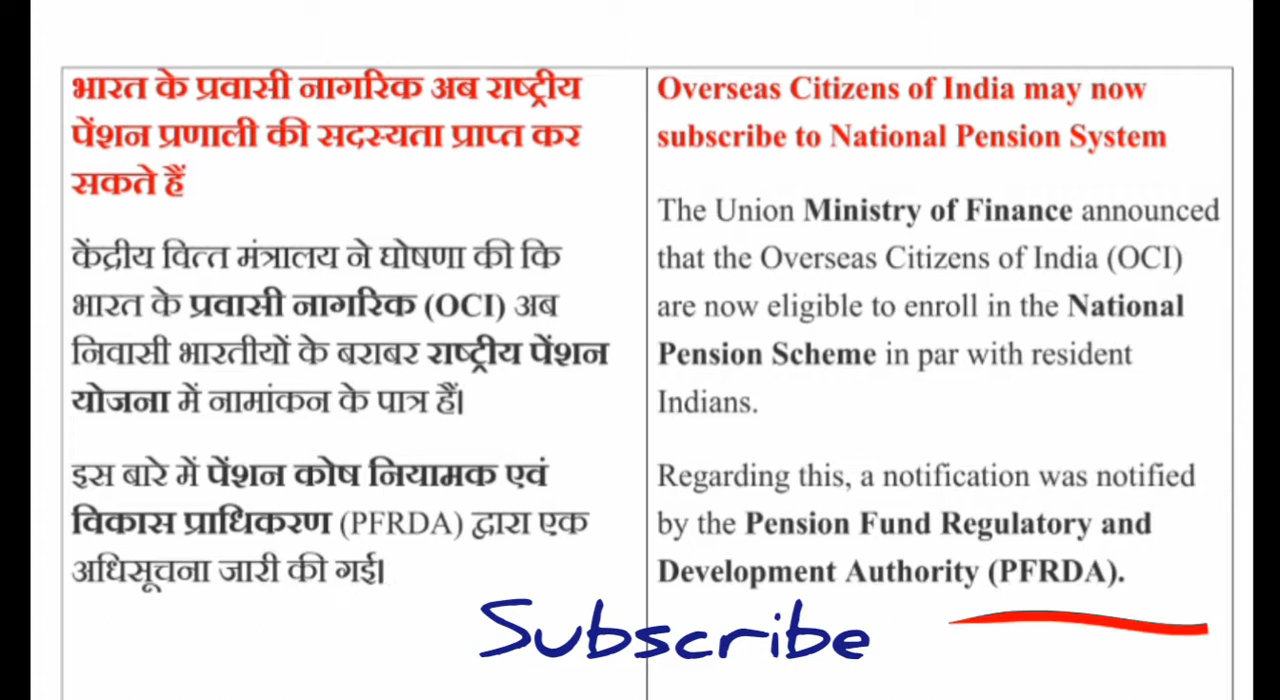 भारत के प्रवासी नागरिक अब राष्ट्रीय
पेंशन प्रणाली की सदस्यता प्राप्त कर
सकते हैं
केंद्रीय वित्त मंत्रालय ने घोषणा की कि
भारत के प्रवासी नागरिक (OCI) अब
निवासी भारतीयों के बराबर राष्ट्रीय पेंशन
योजना में नामांकन के पात्र हैं।
इस बारे में पेंशन कोष नियामक एवं
विकास प्राधिकरण (PFRDA) द्वारा एक
अधिसूचना जारी की गई।
Overseas Citizens of India may now
subscribe to National Pension System
The Union Ministry of Finance announced
that the Overseas Citizens of India (OCI)
are now eligible to enroll in the National
Pension Scheme in par with resident
Indians.
Regarding this, a notification was notified
by the Pension Fund Regulatory and
Development Authority (PFRDA).
Subscribe